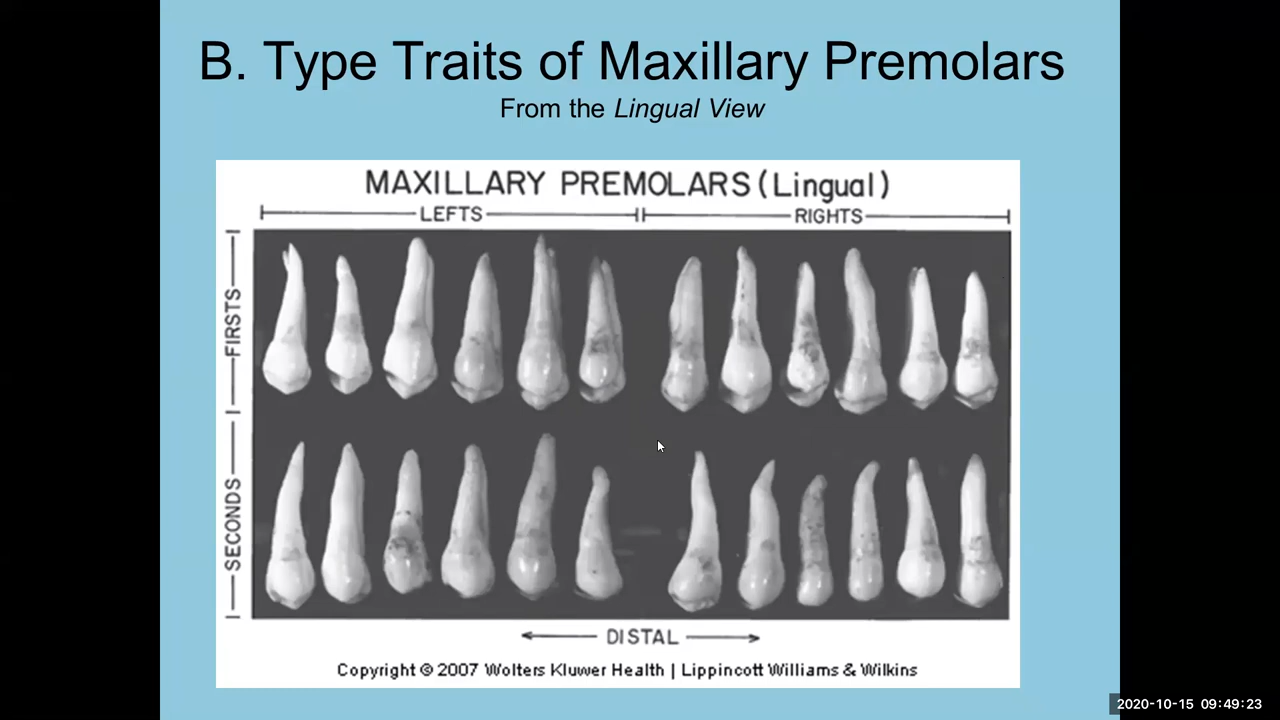 B. Type Traits of Maxillary Premolars
From the Lingual View
MAXILLARY PREMOLARS (Lingual)
LEFTS
RIGHTS
FIRSTS
SECONDS
DISTAL
Copyright © 2007 Wolters Kluwer Health | Lippincott Williams & Wilkins
2020-10-15 09:49:23